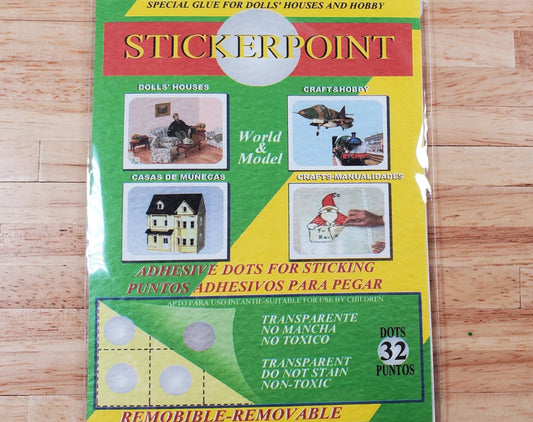 SPECIAL GLUE FOR DOLLS' HOUSES AND HOBBY
STICKERPOINT
DOLLS' HOUSES
CRAFT&HOBBY
World
&
Model
CASAS DE MUÑECAS
CRAFTS-MANUALIDADES
ADHESIVE DOTS FOR STICKING
PUNTOS ADHESIVOS PARA PEGAR
APTO PARA USO INFANTIL-SUITABLE FOR USE BY CHILDREN
TRANSPARENTE
NO MANCHA
NO TOXICO
TRANSPARENT
DO NOT STAIN
NON-TOXIC
DOTS
32
PUNTOS
REMOBIBLE-REMOVABLE